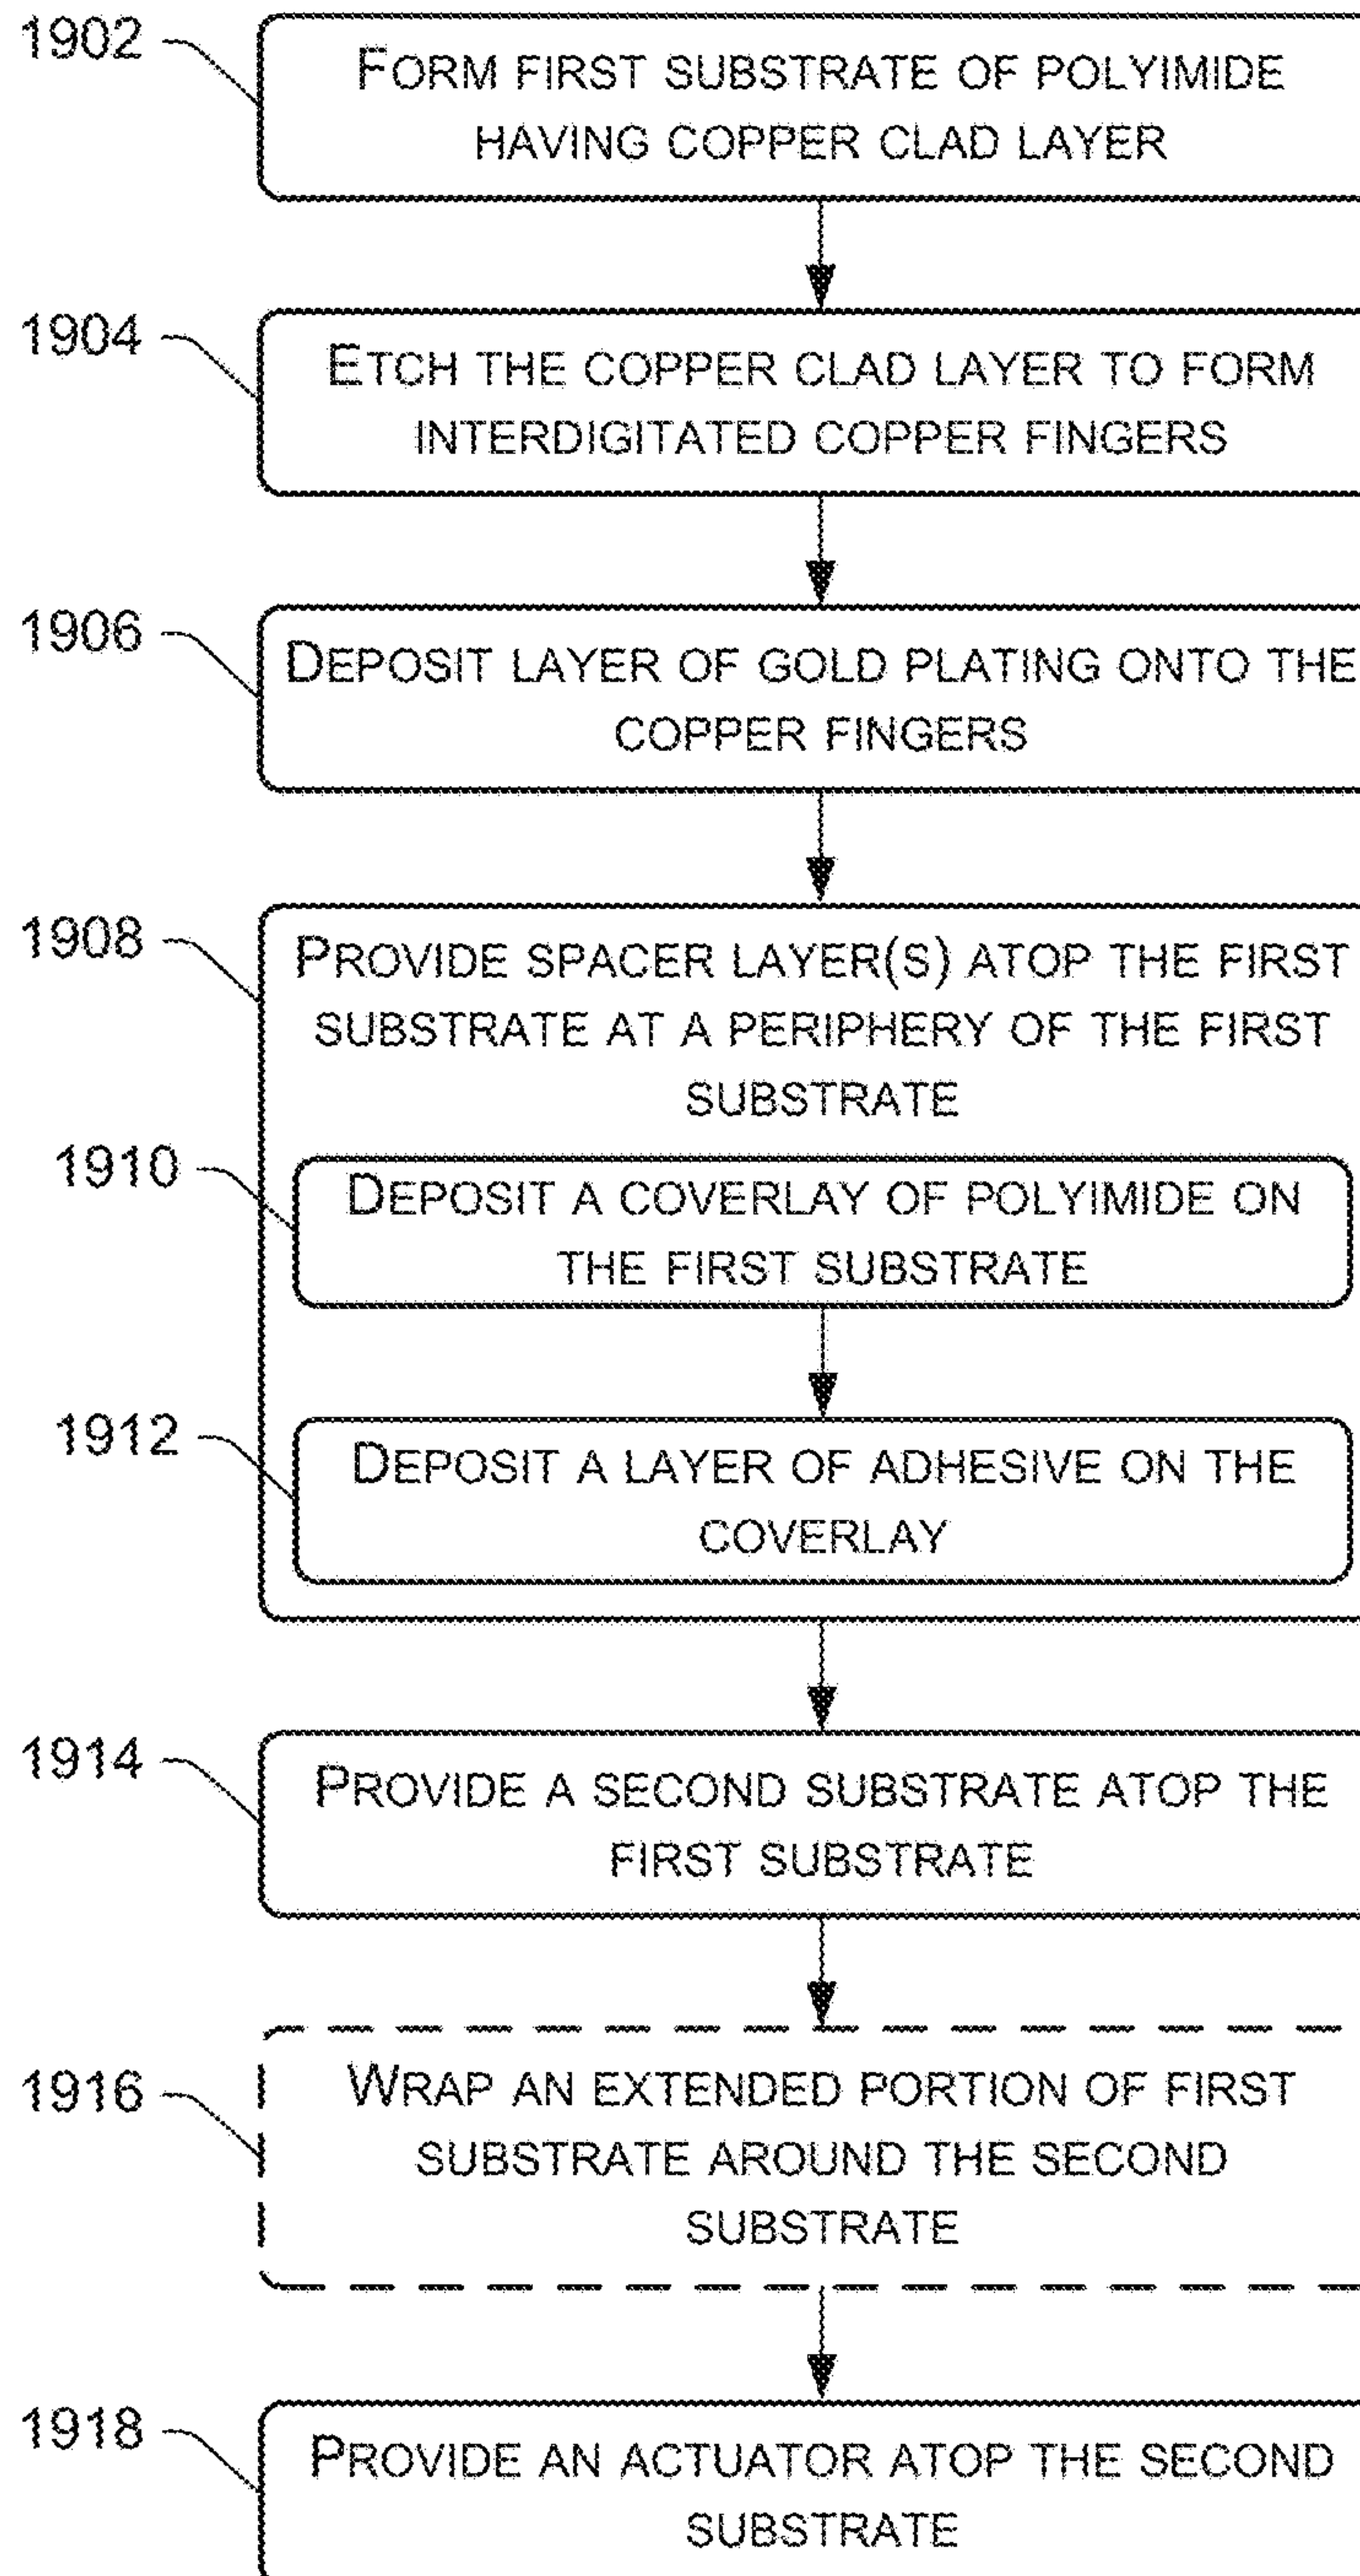 1902
FORM FIRST SUBSTRATE OF POLYIMIDE
HAVING COPPER CLAD LAYER
1904
ETCH THE COPPER CLAD LAYER TO FORM
INTERDIGITATED COPPER FINGERS
1906
DEPOSIT LAYER OF GOLD PLATING ONTO THE
COPPER FINGERS
1908
PROVIDE SPACER LAYER(S) ATOP THE FIRST
SUBSTRATE AT A PERIPHERY OF THE FIRST
SUBSTRATE
1910
DEPOSIT A COVERLAY OF POLYIMIDE ON
THE FIRST SUBSTRATE
1912
DEPOSIT A LAYER OF ADHESIVE ON THE
COVERLAY
1914
PROVIDE A SECOND SUBSTRATE ATOP THE
FIRST SUBSTRATE
1916
WRAP AN EXTENDED PORTION OF FIRST
SUBSTRATE AROUND THE SECOND
SUBSTRATE
1918
PROVIDE AN ACTUATOR ATOP THE SECOND
SUBSTRATE